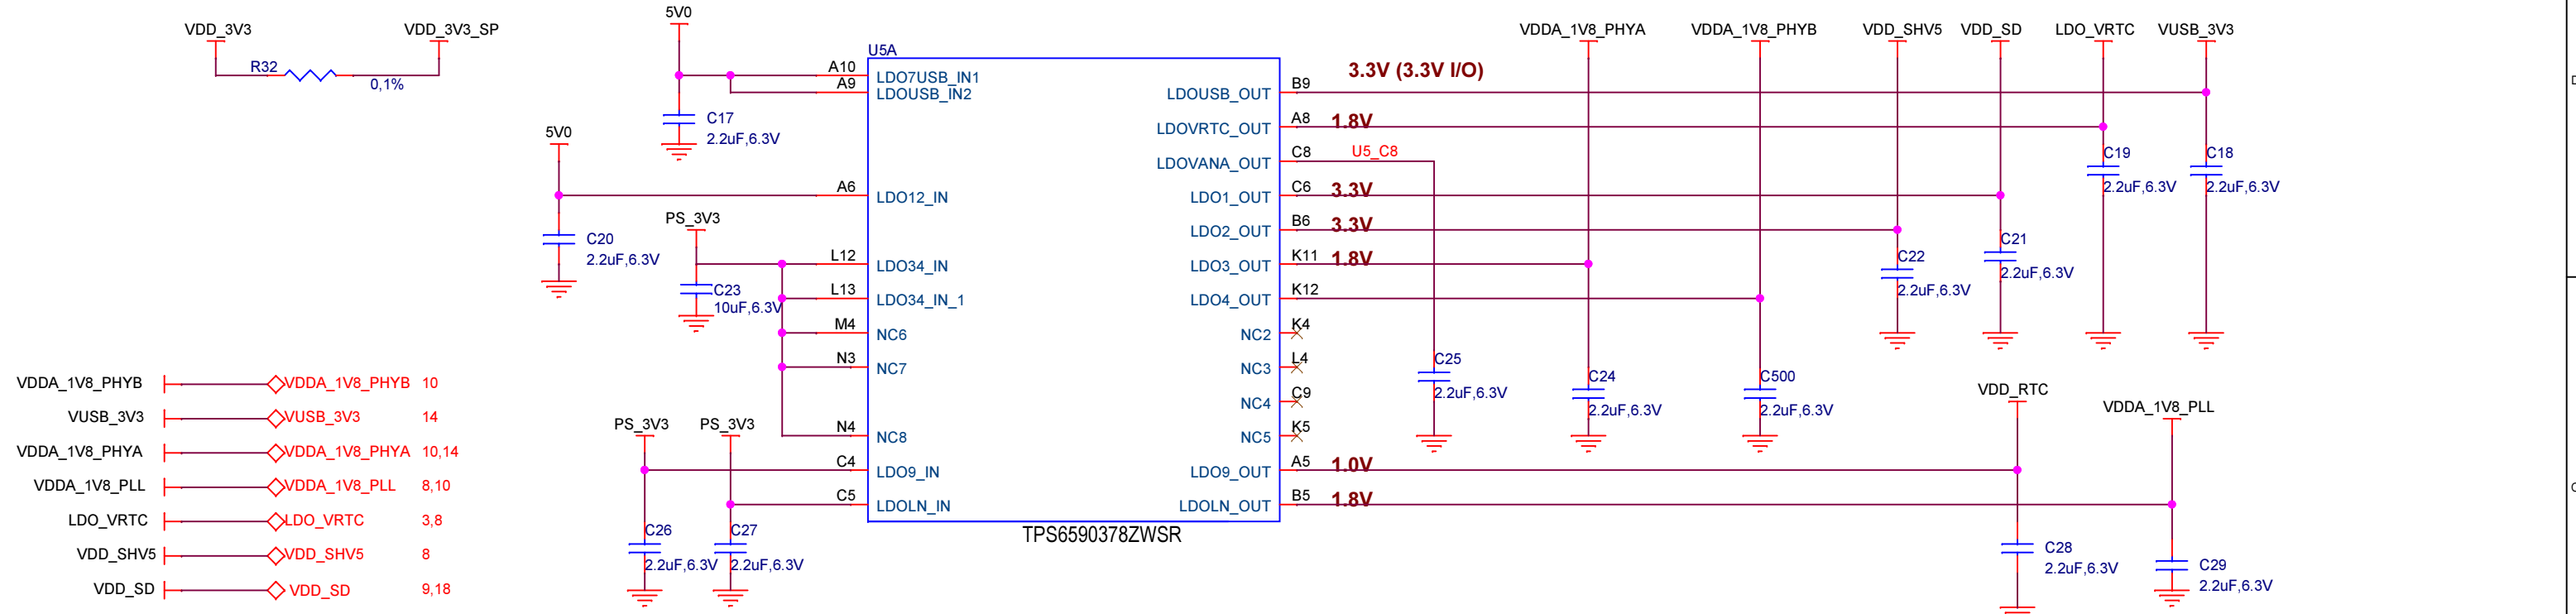 VDD_3V3
VDD_3V3_SP
R32
0,1%
5V0
U5A
A10
LDO7USB_IN1
A9
LDOUSB_IN2
C17
2.2uF,6.3V
5V0
A6
LDO12_IN
C20
2.2uF,6.3V
PS_3V3
L12
LDO34_IN
C23
10uF,6.3V
L13
LDO34_IN_1
M4
NC6
N3
NC7
N4
NC8
PS_3V3
PS_3V3
C4
LDO9_IN
C5
LDOLN_IN
C26
2.2uF,6.3V
C27
2.2uF,6.3V
TPS6590378ZWSR
LDOUSB_OUT
B9
3.3V (3.3V I/O)
LDOVRTC_OUT
A8
1.8V
LDOVANA_OUT
C8
U5_C8
LDO1_OUT
C6
3.3V
LDO2_OUT
B6
3.3V
LDO3_OUT
K11
1.8V
LDO4_OUT
K12
NC2
K4
NC3
L4
NC4
C9
NC5
K5
LDO9_OUT
A5
1.0V
LDOLN_OUT
B5
1.8V
VDDA_1V8_PHYA
VDDA_1V8_PHYB
VDD_SHV5
VDD_SD
LDO_VRTC
VUSB_3V3
C19
2.2uF,6.3V
C18
2.2uF,6.3V
C21
2.2uF,6.3V
C22
2.2uF,6.3V
C25
2.2uF,6.3V
C24
2.2uF,6.3V
C500
2.2uF,6.3V
VDD_RTC
VDDA_1V8_PLL
C28
2.2uF,6.3V
C29
2.2uF,6.3V
VDDA_1V8_PHYB VDDA_1V8_PHYB 10
VUSB_3V3 VUSB_3V3 14
VDDA_1V8_PHYA VDDA_1V8_PHYA 10,14
VDDA_1V8_PLL VDDA_1V8_PLL 8,10
LDO_VRTC LDO_VRTC 3,8
VDD_SHV5 VDD_SHV5 8
VDD_SD VDD_SD 9,18